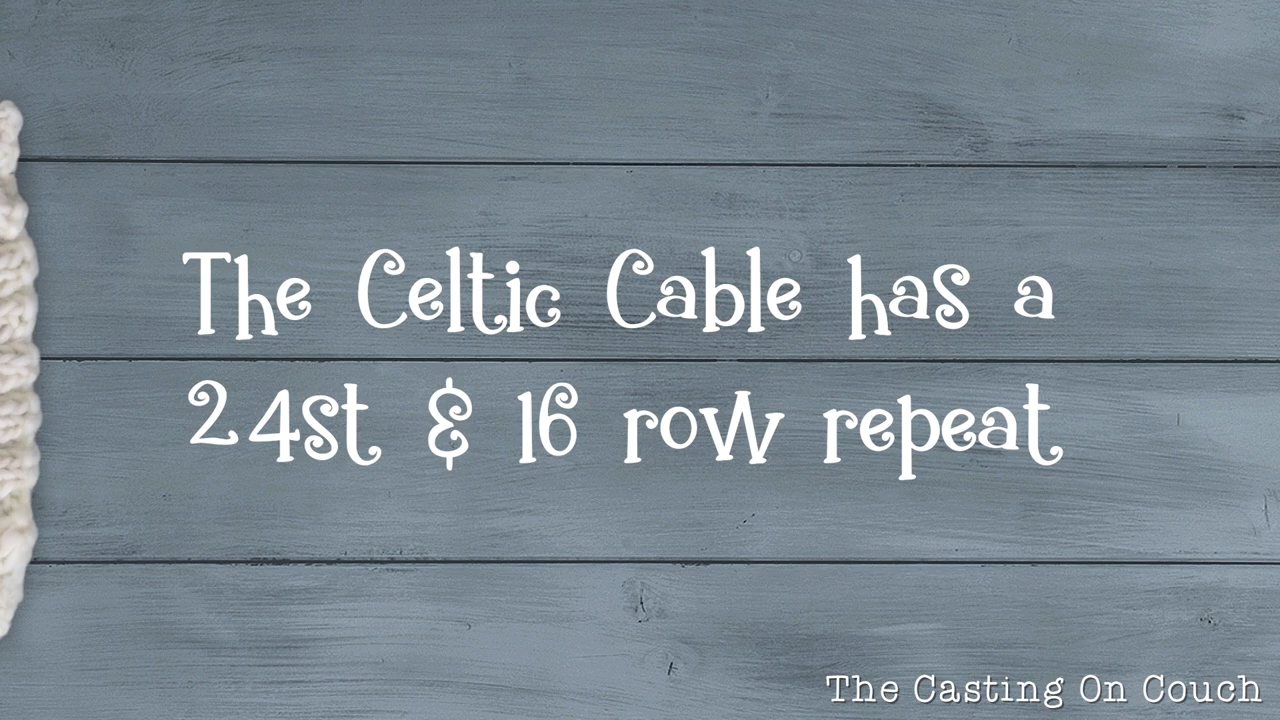 The Celtic Cable has a
24st & 16 row repeat
The Casting On Couch